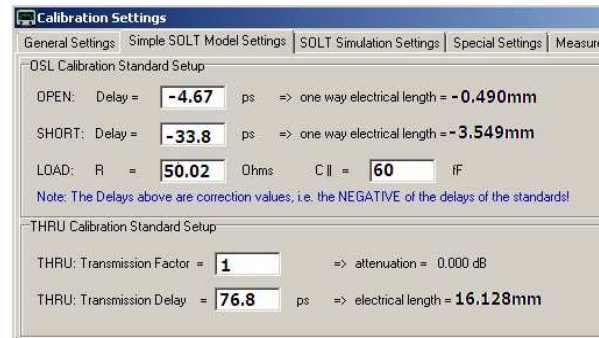 Calibration Settings
General Settings Simple SOLT Model Settings SOLT Simulation Settings Special Settings Measure
OSL Calibration Standard Setup
OPEN: Delay = -4.67 ps => one way electrical length = -0.490mm
SHORT: Delay = -33.8 ps => one way electrical length = -3.549mm
LOAD: R = 50.02 Ohms C || = 60 fF
Note: The Delays above are correction values, i.e. the NEGATIVE of the delays of the standards!
THRU Calibration Standard Setup
THRU: Transmission Factor = 1 => attenuation = 0.000 dB
THRU: Transmission Delay = 76.8 ps => electrical length = 16.128mm